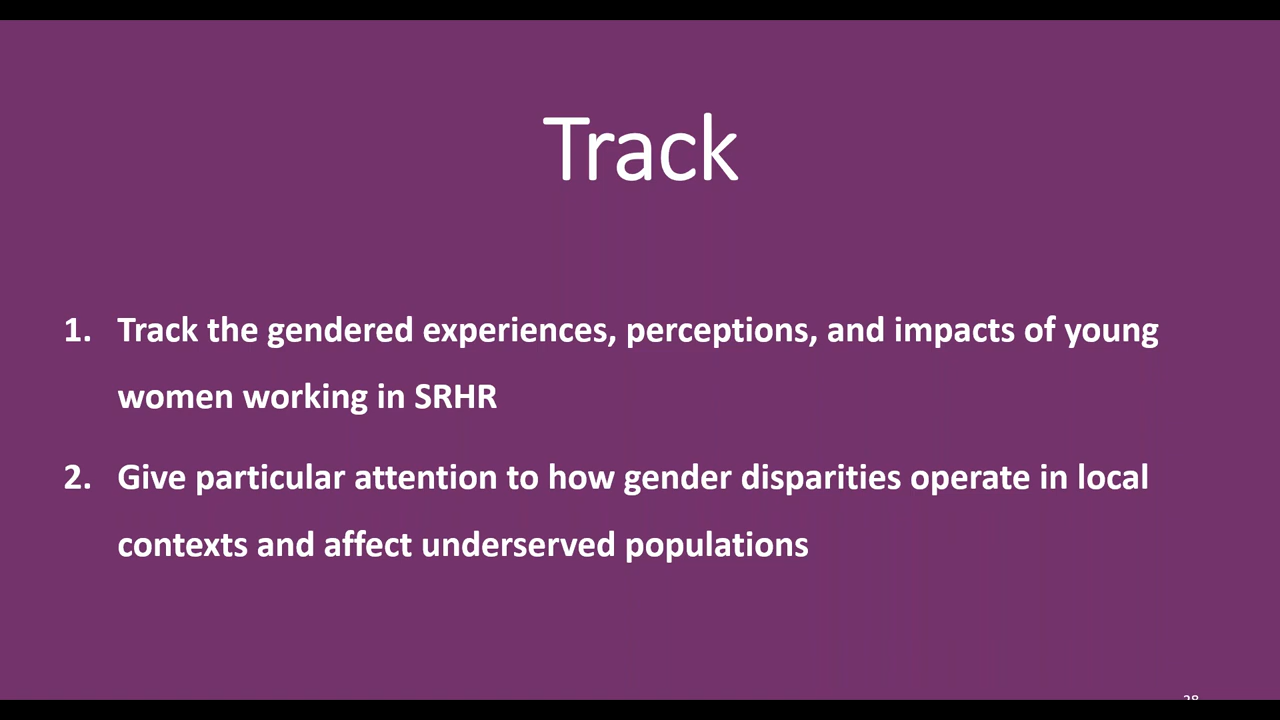 Track
1. Track the gendered experiences, perceptions, and impacts of young
women working in SRHR
2. Give particular attention to how gender disparities operate in local
contexts and affect underserved populations